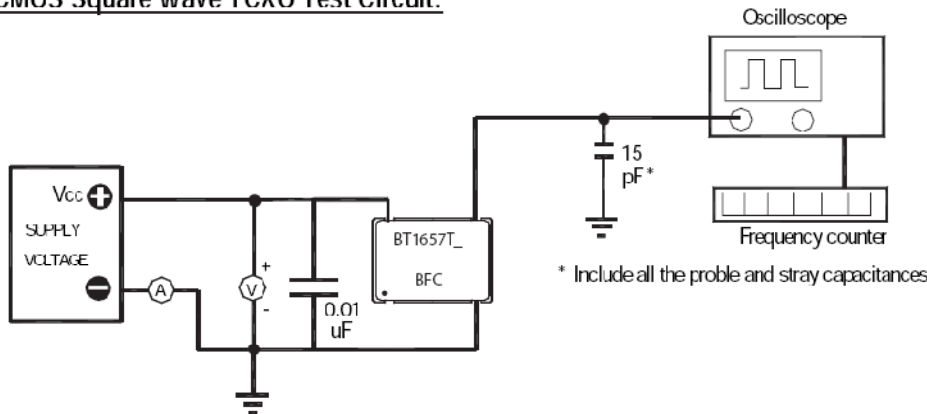 CMOS Square Wave TCXO Test Circuit:
Oscilloscope
15
pF*
Vcc +
SUPPLY
VOLTAGE
A
+
V
-
0.01
uF
BT1657T_
BFC
Frequency counter
* Include all the proble and stray capacitances